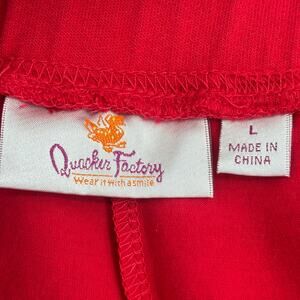 Quacker Factory
Wear it with a smile
L
MADE IN
CHINA